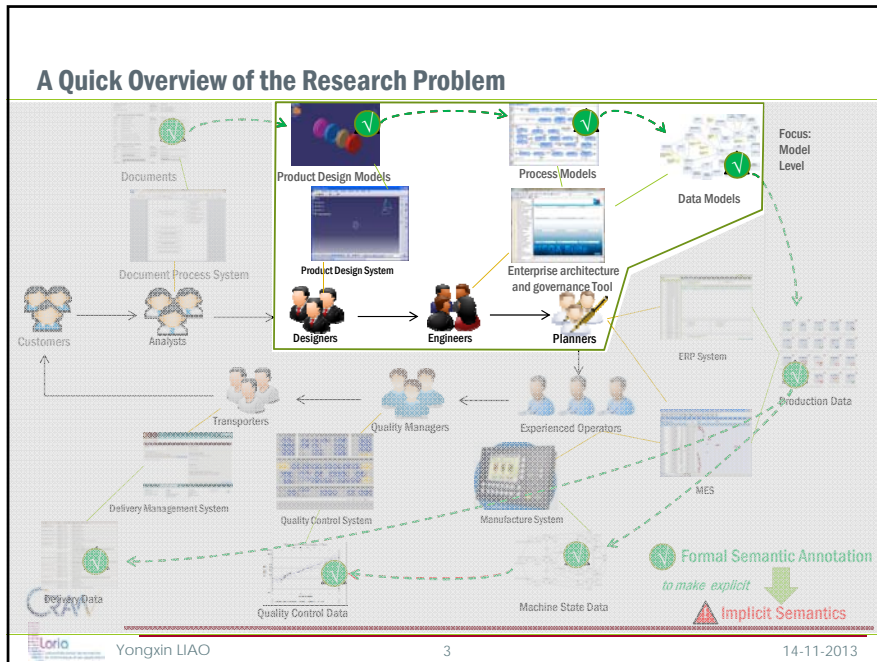 A Quick Overview of the Research Problem
Focus:
Model
Level
Documents
Product Design Models
Process Models
Data Models
Document Process System
Product Design System
Enterprise architecture
and governance Tool
Customers
Analysts
Designers
Engineers
Planners
ERP System
Production Data
Transporters
Quality Managers
Experienced Operators
MES
Delivery Management System
Quality Control System
Manufacture System
Formal Semantic Annotation
to make explicit
Implicit Semantics
Delivery Data
Quality Control Data
Machine State Data
CRAN
Loria
Yongxin LIAO
3
14-11-2013